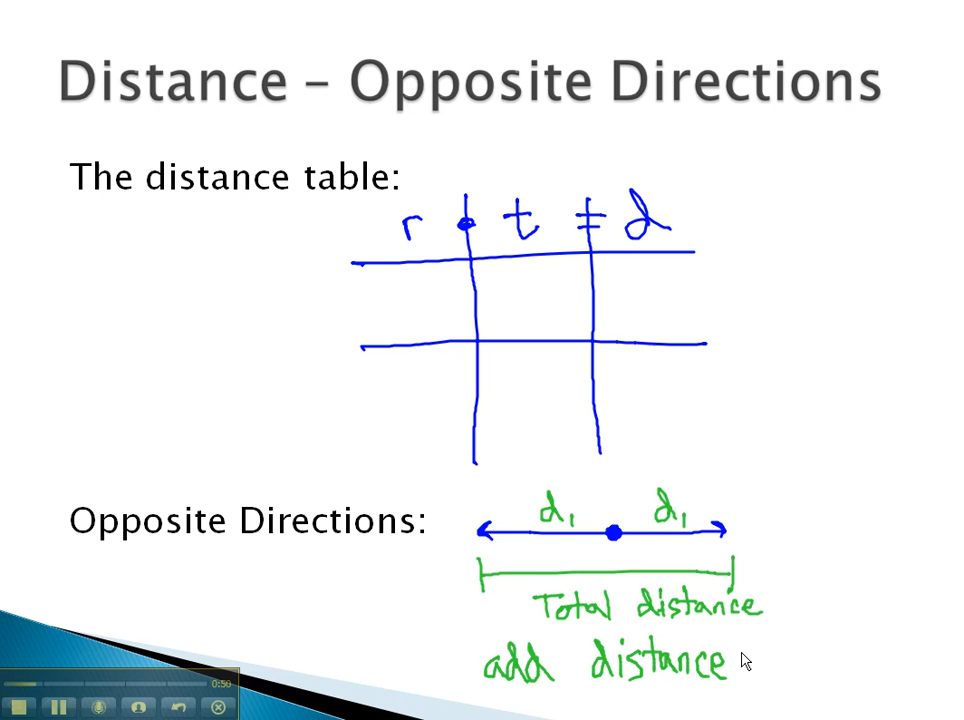 Distance – Opposite Directions
The distance table:
r • t = d
Opposite Directions:
d₁ d₁
Total distance
add distance
0:50